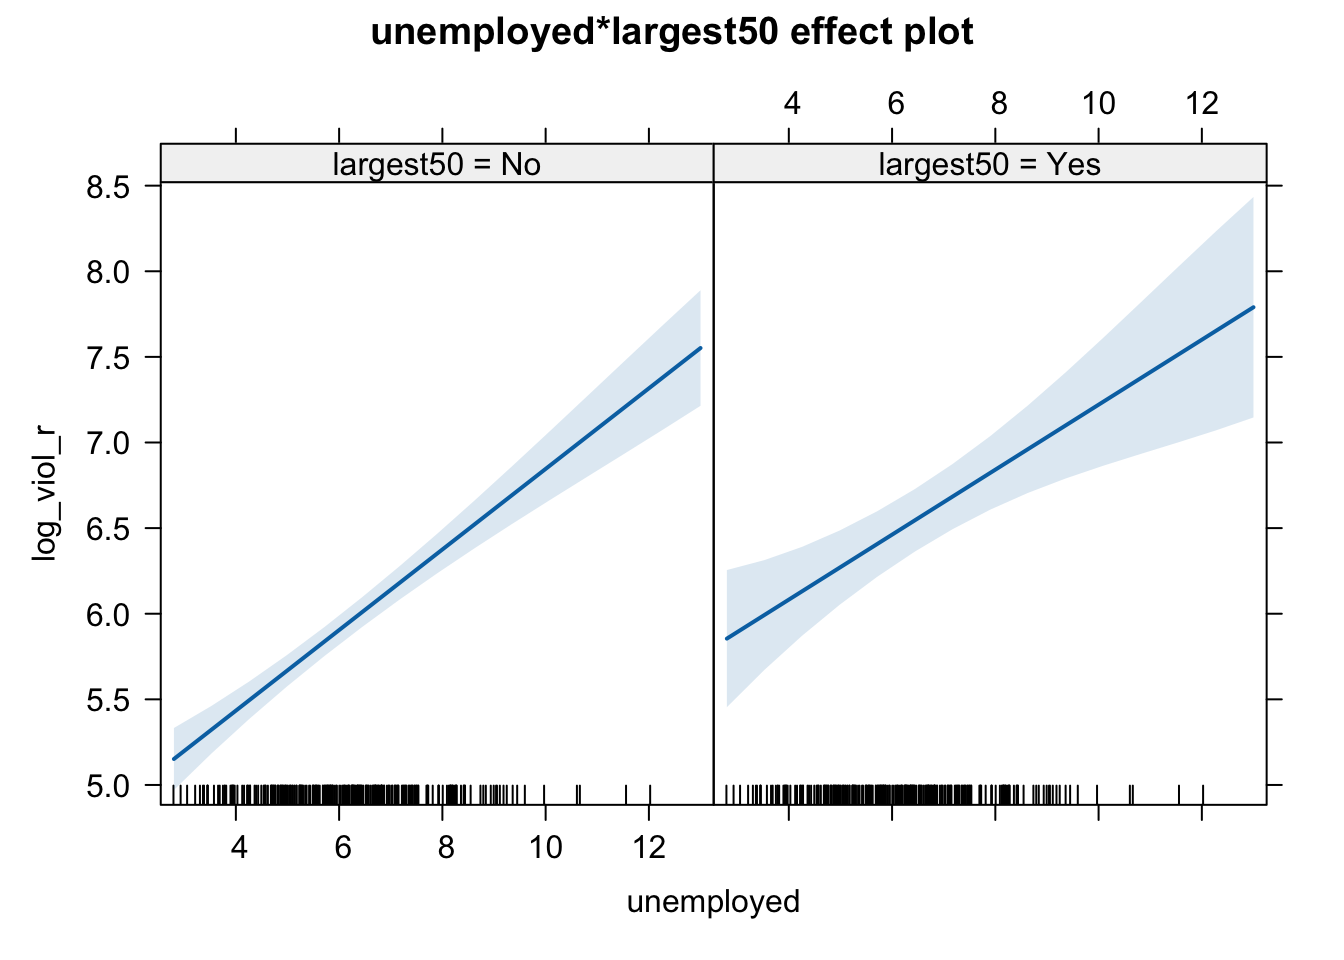 unemployed*largest50 effect plot
4 6 8 10 12
largest50 = No largest50 = Yes
8.5
8.0
7.5
7.0
6.5
6.0
5.5
5.0
log_viol_r
4 6 8 10 12
unemployed